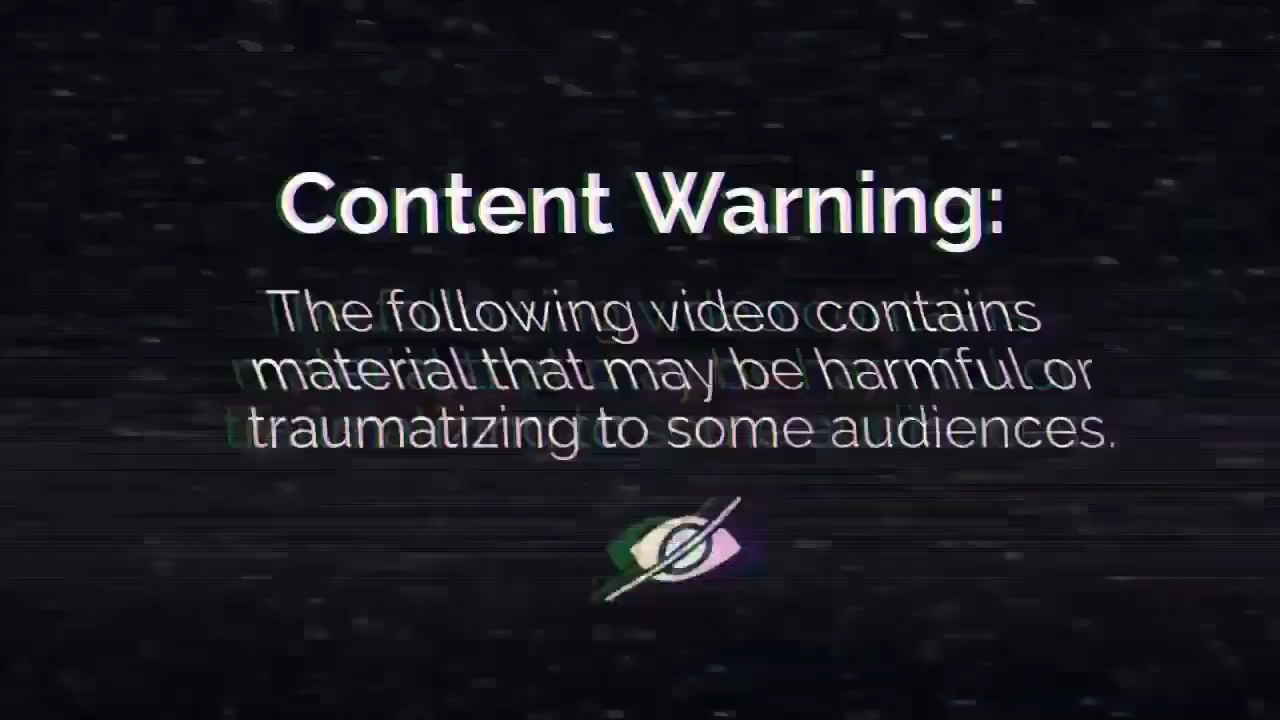 Content Warning:
The following video contains
material that may be harmful or
traumatizing to some audiences.